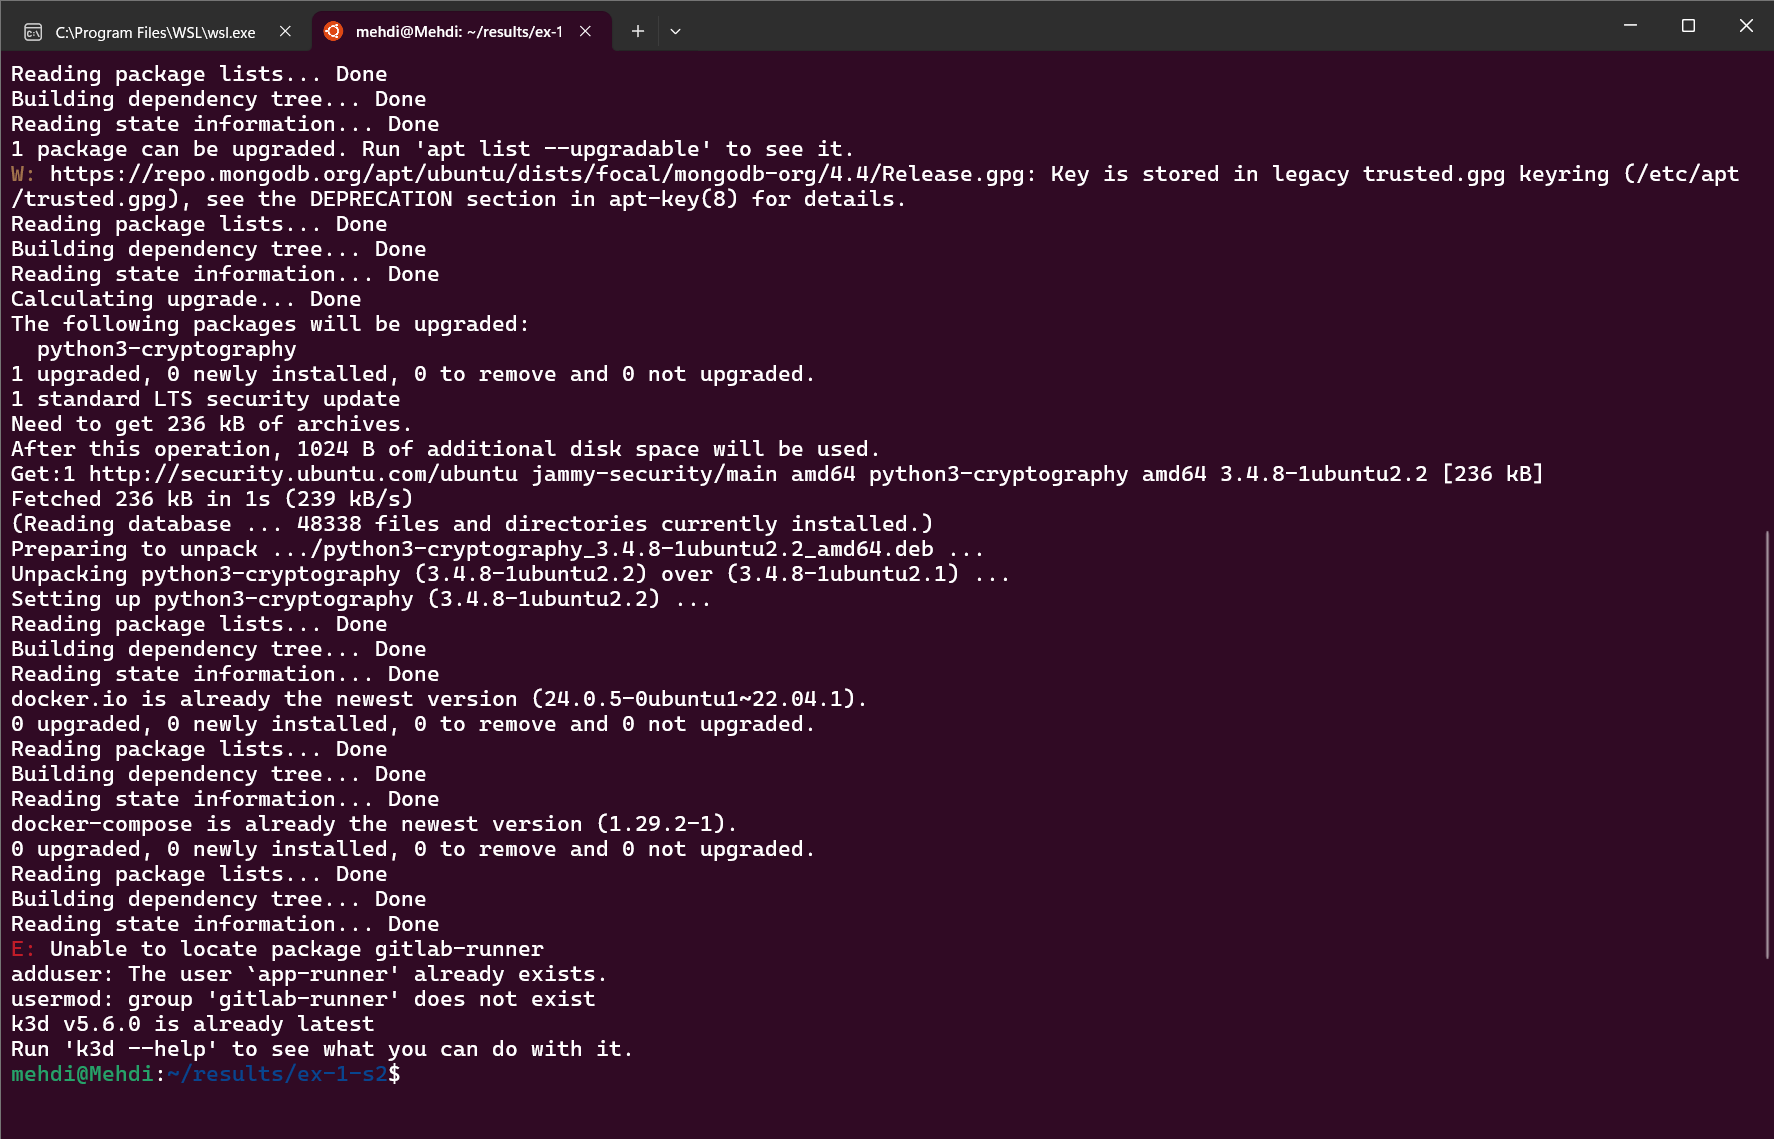 C:\Program Files\WSL\wsl.exe
mehdi@Mehdi: ~/results/ex-1
Reading package lists... Done
Building dependency tree... Done
Reading state information... Done
1 package can be upgraded. Run 'apt list --upgradable' to see it.
W: https://repo.mongodb.org/apt/ubuntu/dists/focal/mongodb-org/4.4/Release.gpg: Key is stored in legacy trusted.gpg keyring (/etc/apt
/trusted.gpg), see the DEPRECATION section in apt-key(8) for details.
Reading package lists... Done
Building dependency tree... Done
Reading state information... Done
Calculating upgrade... Done
The following packages will be upgraded:
  python3-cryptography
1 upgraded, 0 newly installed, 0 to remove and 0 not upgraded.
1 standard LTS security update
Need to get 236 kB of archives.
After this operation, 1024 B of additional disk space will be used.
Get:1 http://security.ubuntu.com/ubuntu jammy-security/main amd64 python3-cryptography amd64 3.4.8-1ubuntu2.2 [236 kB]
Fetched 236 kB in 1s (239 kB/s)
(Reading database ... 48338 files and directories currently installed.)
Preparing to unpack .../python3-cryptography_3.4.8-1ubuntu2.2_amd64.deb ...
Unpacking python3-cryptography (3.4.8-1ubuntu2.2) over (3.4.8-1ubuntu2.1) ...
Setting up python3-cryptography (3.4.8-1ubuntu2.2) ...
Reading package lists... Done
Building dependency tree... Done
Reading state information... Done
docker.io is already the newest version (24.0.5-0ubuntu1~22.04.1).
0 upgraded, 0 newly installed, 0 to remove and 0 not upgraded.
Reading package lists... Done
Building dependency tree... Done
Reading state information... Done
docker-compose is already the newest version (1.29.2-1).
0 upgraded, 0 newly installed, 0 to remove and 0 not upgraded.
Reading package lists... Done
Building dependency tree... Done
Reading state information... Done
E: Unable to locate package gitlab-runner
adduser: The user `app-runner' already exists.
usermod: group 'gitlab-runner' does not exist
k3d v5.6.0 is already latest
Run 'k3d --help' to see what you can do with it.
mehdi@Mehdi:~/results/ex-1-s2$